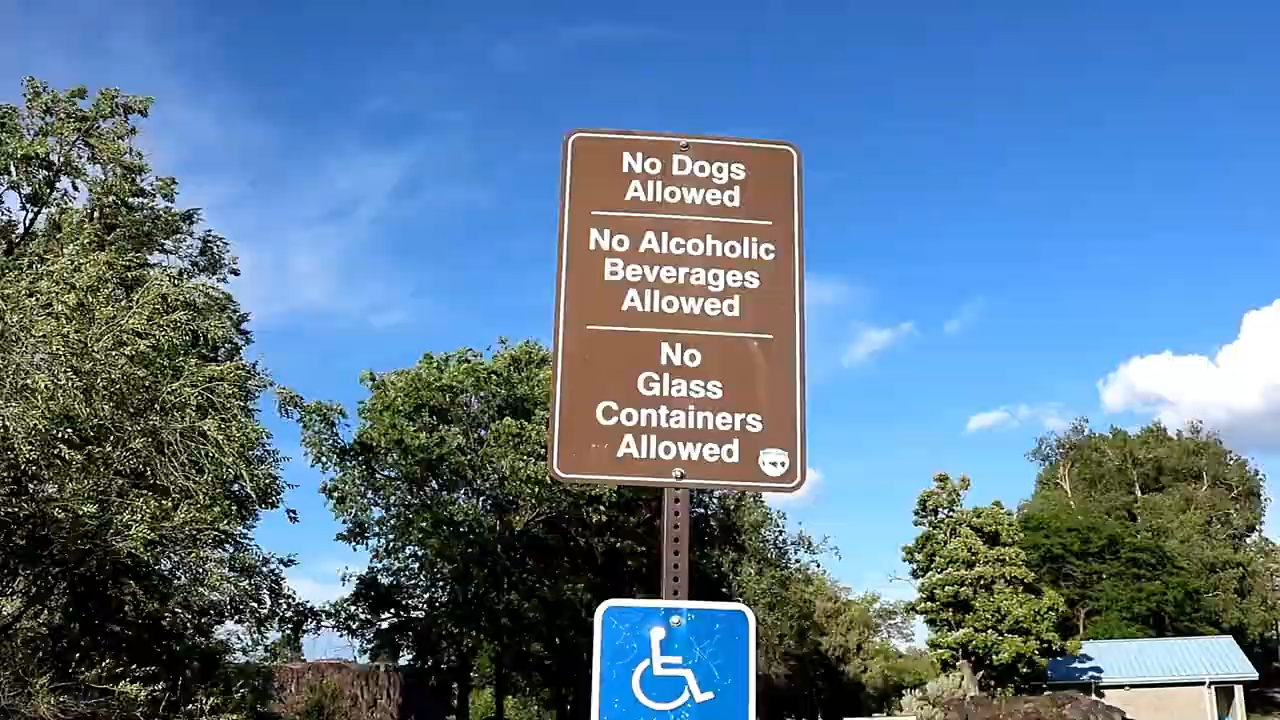 No Dogs
Allowed
No Alcoholic
Beverages
Allowed
No
Glass
Containers
Allowed